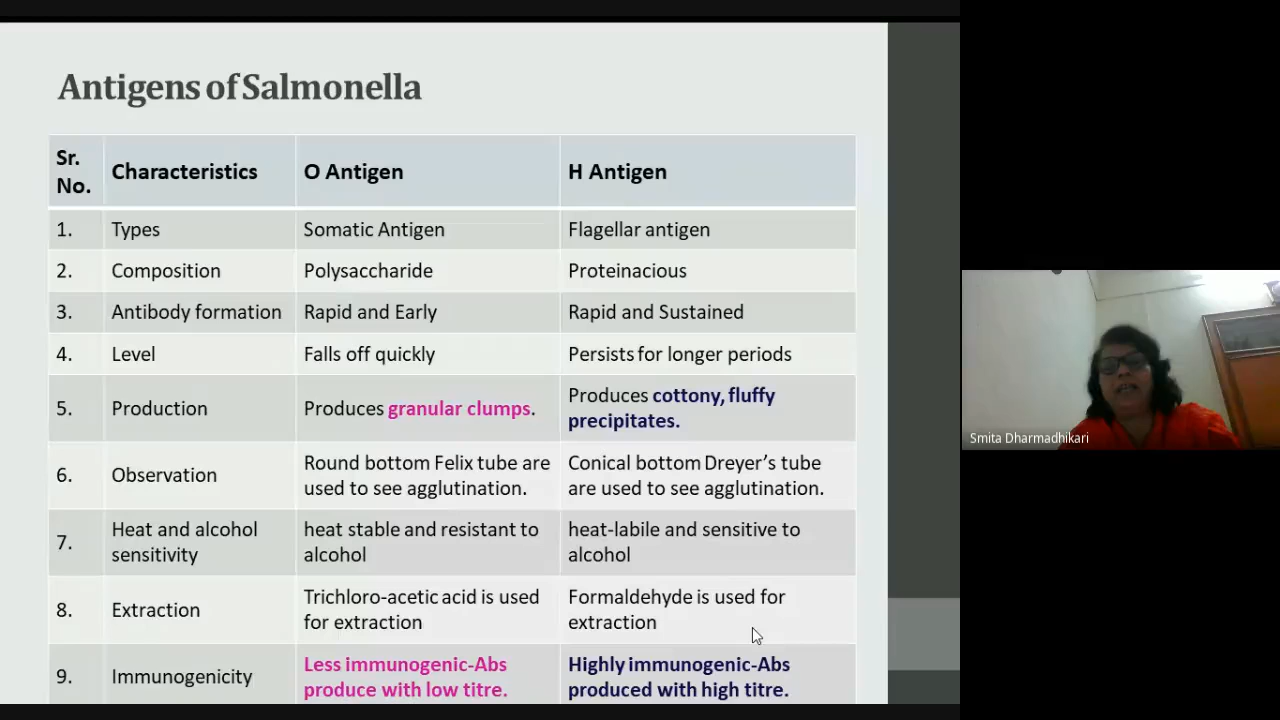 Antigens of Salmonella
Sr.
No.
Characteristics
O Antigen
H Antigen
1.
Types
Somatic Antigen
Flagellar antigen
2.
Composition
Polysaccharide
Proteinacious
3.
Antibody formation
Rapid and Early
Rapid and Sustained
4.
Level
Falls off quickly
Persists for longer periods
5.
Production
Produces granular clumps.
Produces cottony, fluffy
precipitates.
6.
Observation
Round bottom Felix tube are
used to see agglutination.
Conical bottom Dreyer's tube
are used to see agglutination.
7.
Heat and alcohol
sensitivity
heat stable and resistant to
alcohol
heat-labile and sensitive to
alcohol
8.
Extraction
Trichloro-acetic acid is used
for extraction
Formaldehyde is used for
extraction
9.
Immunogenicity
Less immunogenic-Abs
produce with low titre.
Highly immunogenic-Abs
produced with high titre.
Smita Dharmadhikari